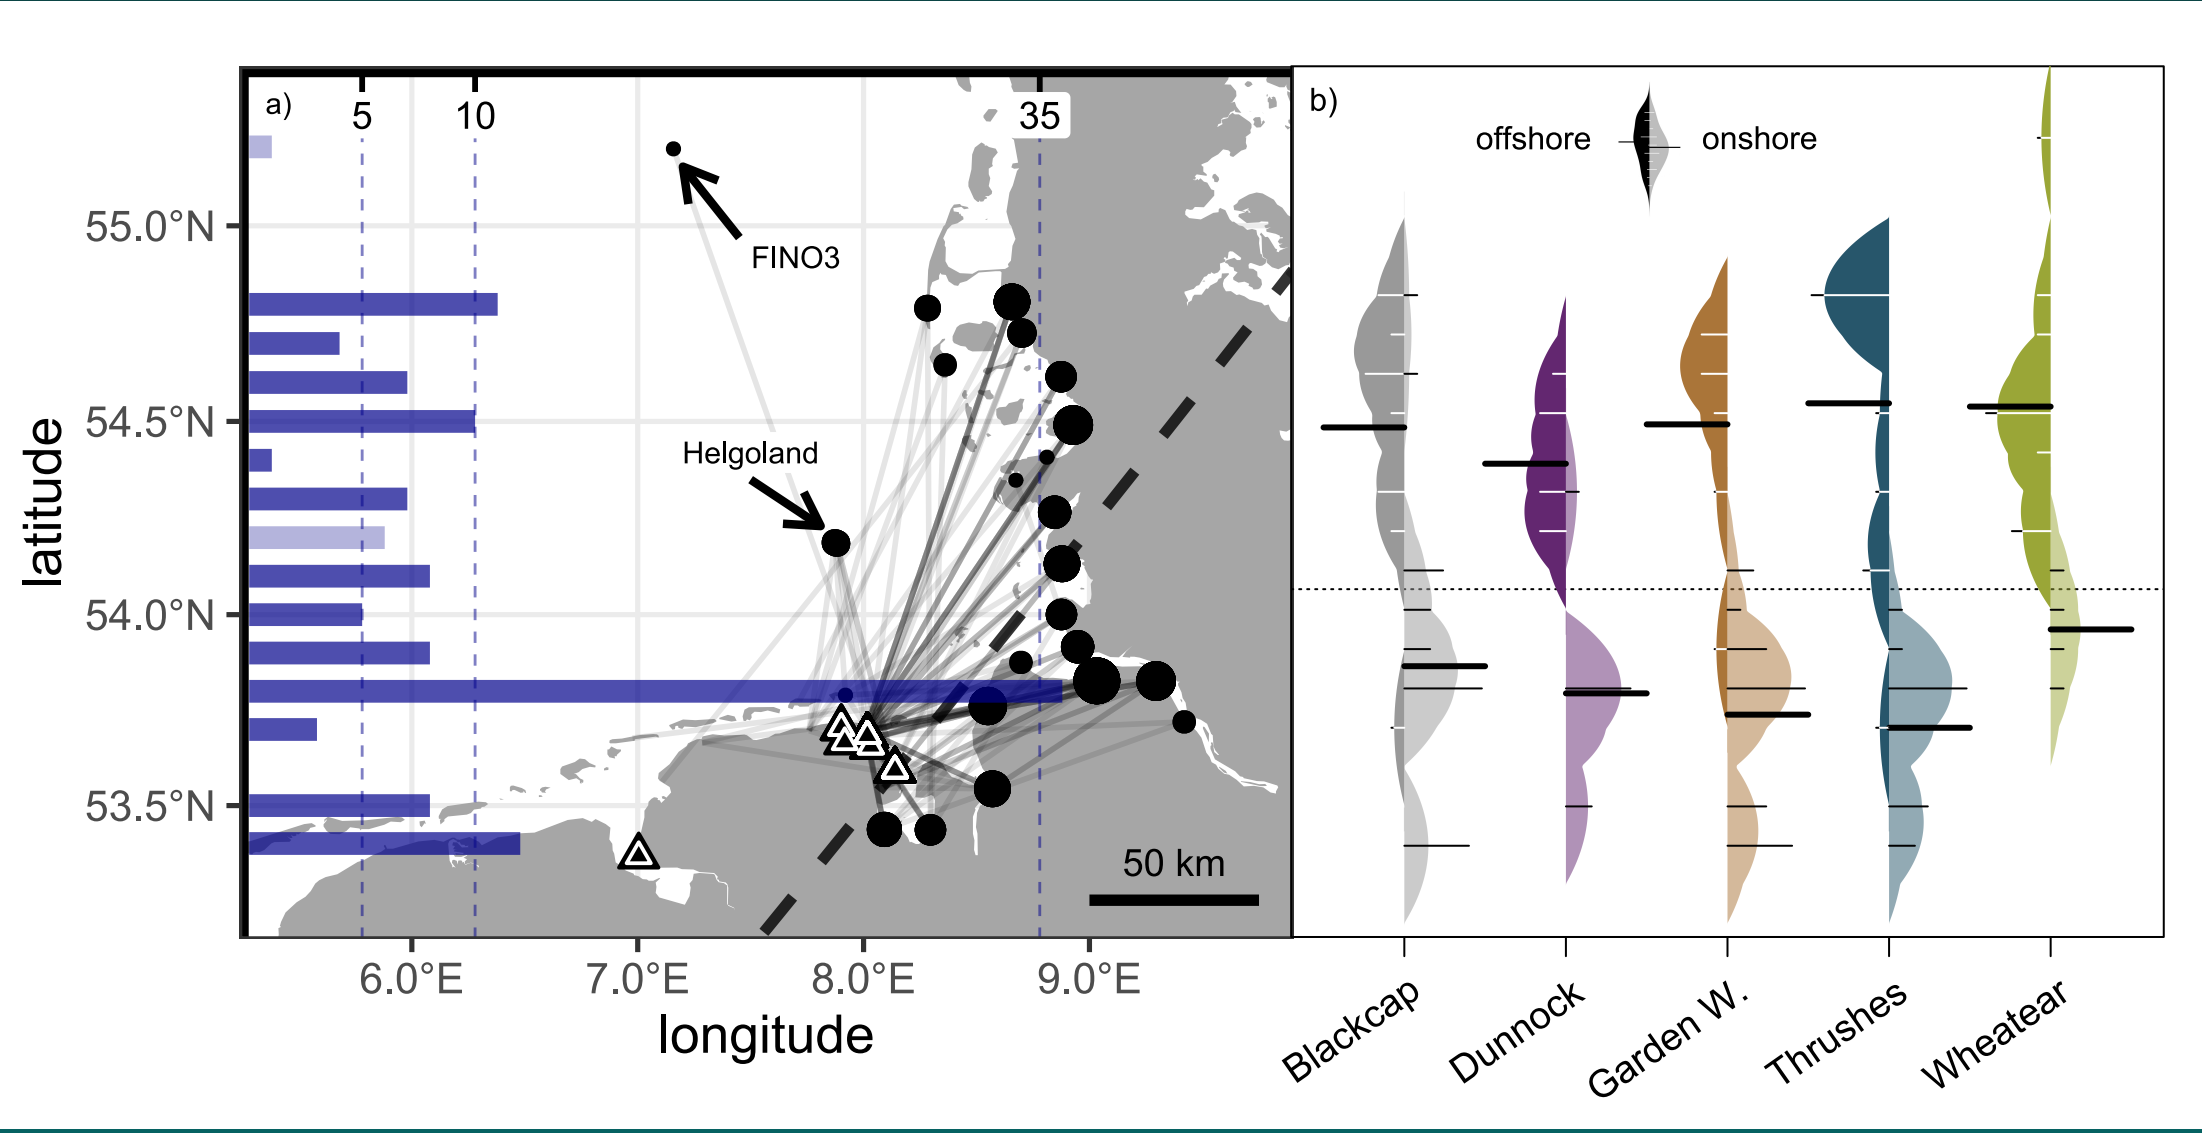 a)
5
10
35
b)
offshore
onshore
55.0°N
FINO3
54.5°N
Helgoland
latitude
54.0°N
53.5°N
50 km
6.0°E
7.0°E
8.0°E
9.0°E
longitude
Blackcap
Dunnock
Garden W.
Thrushes
Wheatear